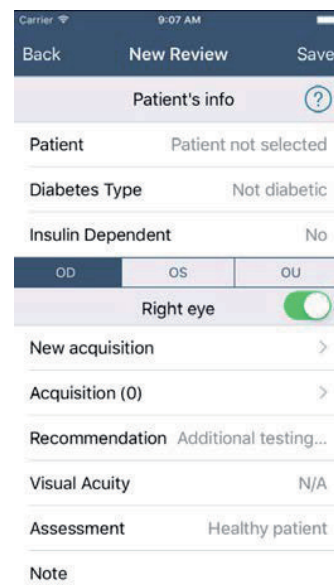 Carrier 9:07 AM
Back New Review Save
Patient's info ?
Patient Patient not selected
Diabetes Type Not diabetic
Insulin Dependent No
OD OS OU
Right eye
New acquisition >
Acquisition (0) >
Recommendation Additional testing...
Visual Acuity N/A
Assessment Healthy patient
Note